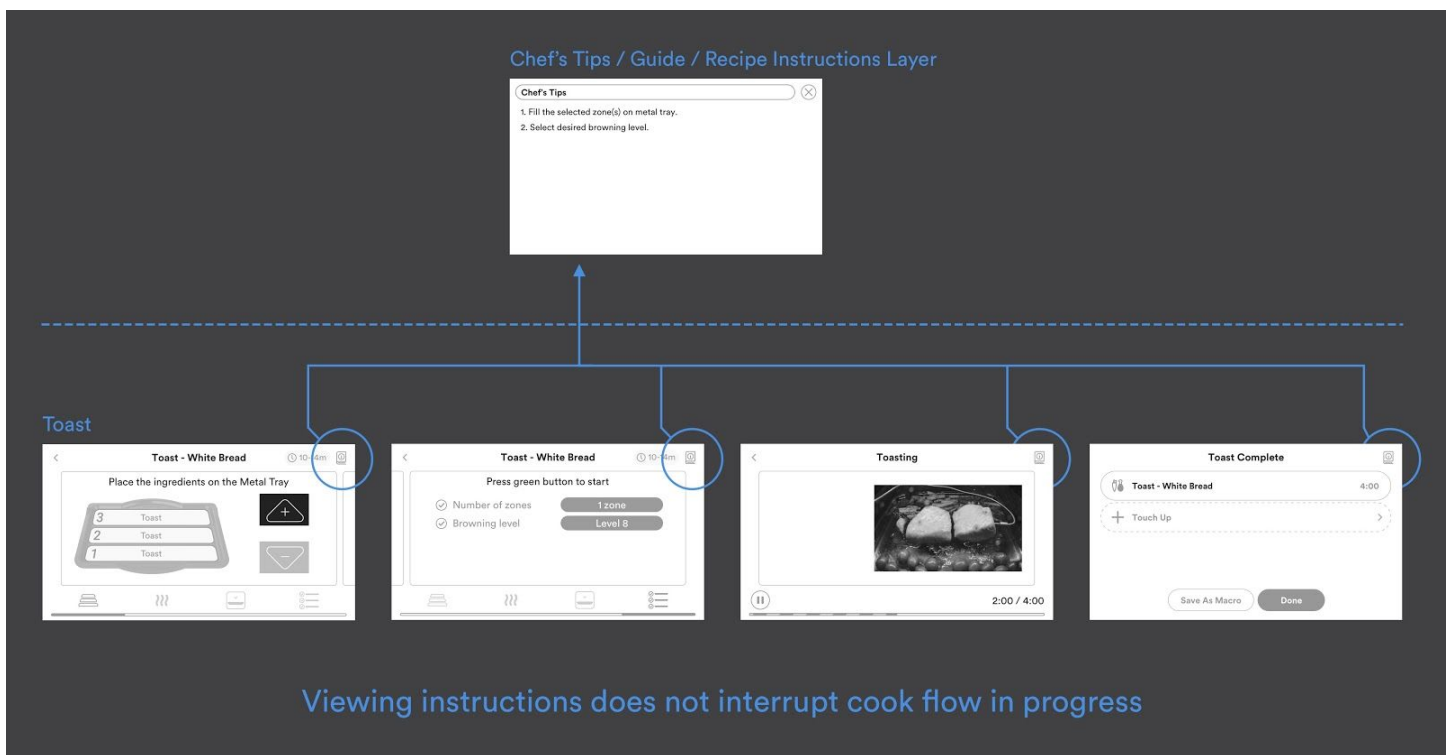 Chef's Tips / Guide / Recipe Instructions Layer
Chef's Tips
1. Fill the selected zone(s) on metal tray.
2. Select desired browning level.
Toast
Toast - White Bread
10-14m
Place the ingredients on the Metal Tray
3 Toast
2 Toast
1 Toast
Toast - White Bread
10-14m
Press green button to start
Number of zones 1 zone
Browning level Level 8
Toasting
2:00 / 4:00
Toast Complete
Toast - White Bread 4:00
Touch Up
Save As Macro Done
Viewing instructions does not interrupt cook flow in progress